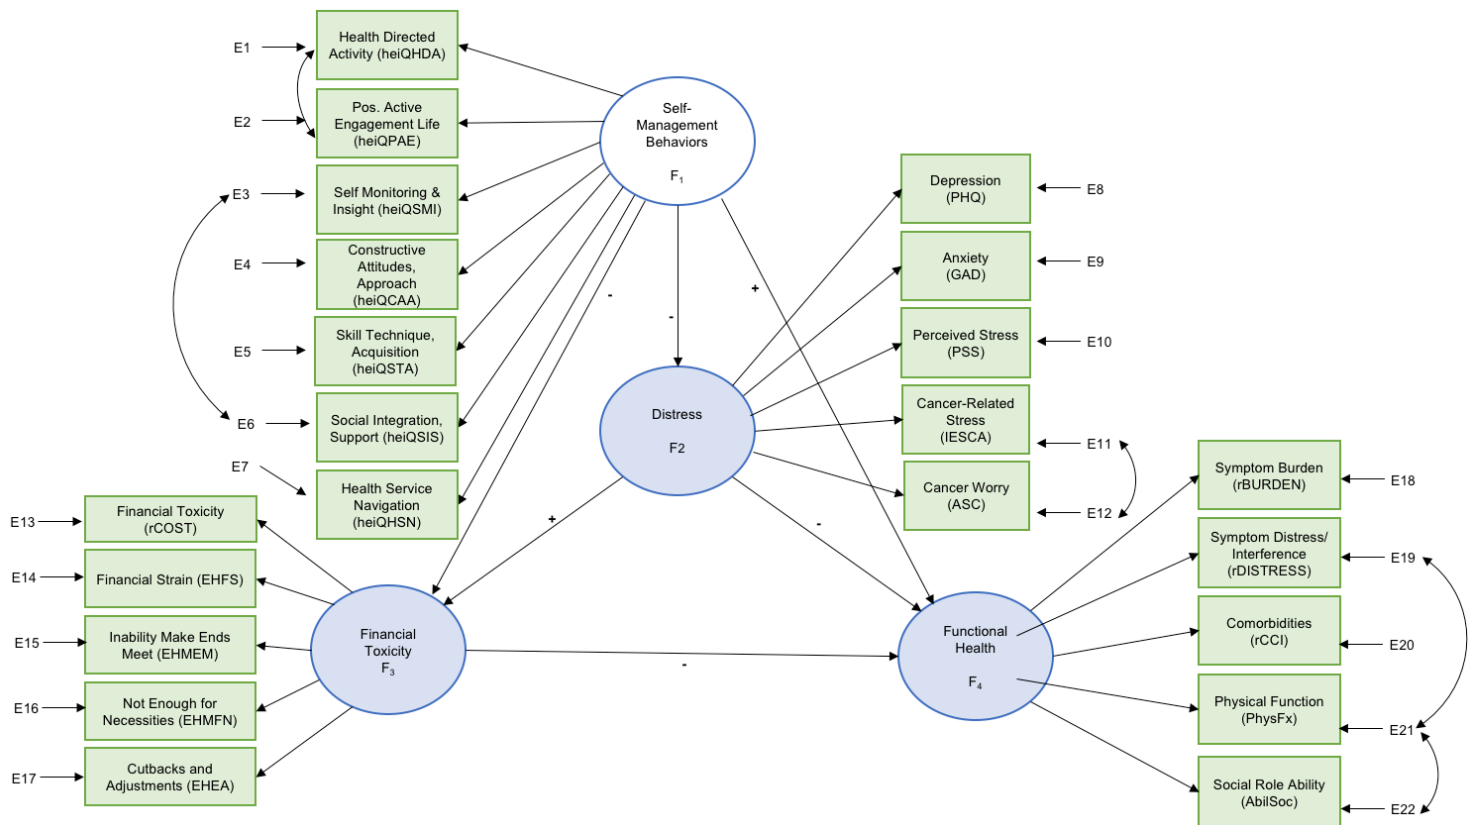 E1
Health Directed
Activity (heiQHDA)
E2
Pos. Active
Engagement Life
(heiQPAE)
E3
Self Monitoring &
Insight (heiQSMI)
E4
Constructive
Attitudes,
Approach
(heiQCAA)
E5
Skill Technique,
Acquisition
(heiQSTA)
E6
Social Integration,
Support (heiQSIS)
E7
Health Service
Navigation
(heiQHSN)
Self-
Management
Behaviors
F₁
-
-
+
Distress
F2
+
-
Depression
(PHQ)
E8
Anxiety
(GAD)
E9
Perceived Stress
(PSS)
E10
Cancer-Related
Stress
(IESCA)
E11
Cancer Worry
(ASC)
E12
E13
Financial Toxicity
(rCOST)
E14
Financial Strain (EHFS)
E15
Inability Make Ends
Meet (EHMEM)
E16
Not Enough for
Necessities (EHMFN)
E17
Cutbacks and
Adjustments (EHEA)
Financial
Toxicity
F₃
-
Functional
Health
F₄
Symptom Burden
(rBURDEN)
E18
Symptom Distress/
Interference
(rDISTRESS)
E19
Comorbidities
(rCCI)
E20
Physical Function
(PhysFx)
E21
Social Role Ability
(AbilSoc)
E22